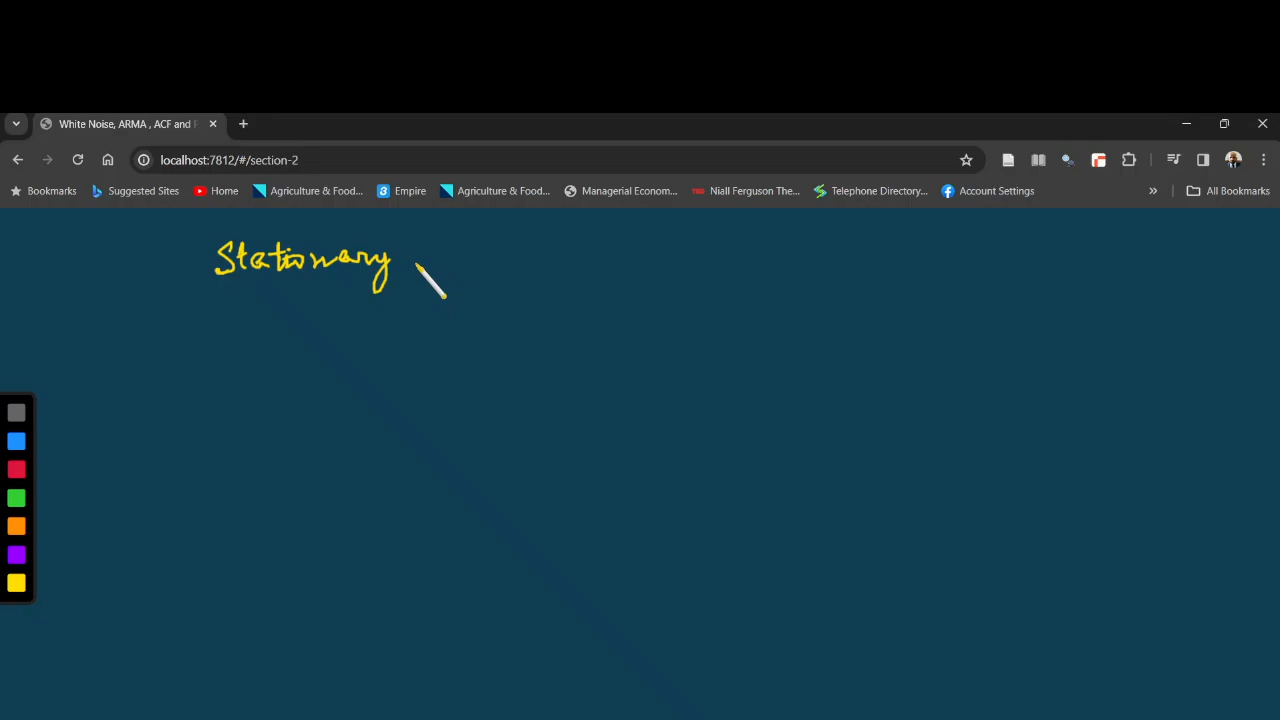 White Noise, ARMA , ACF and
localhost:7812/#/section-2
Bookmarks Suggested Sites Home Agriculture & Food... Empire Agriculture & Food... Managerial Econom... Niall Ferguson The... Telephone Directory... Account Settings » All Bookmarks
Stationary